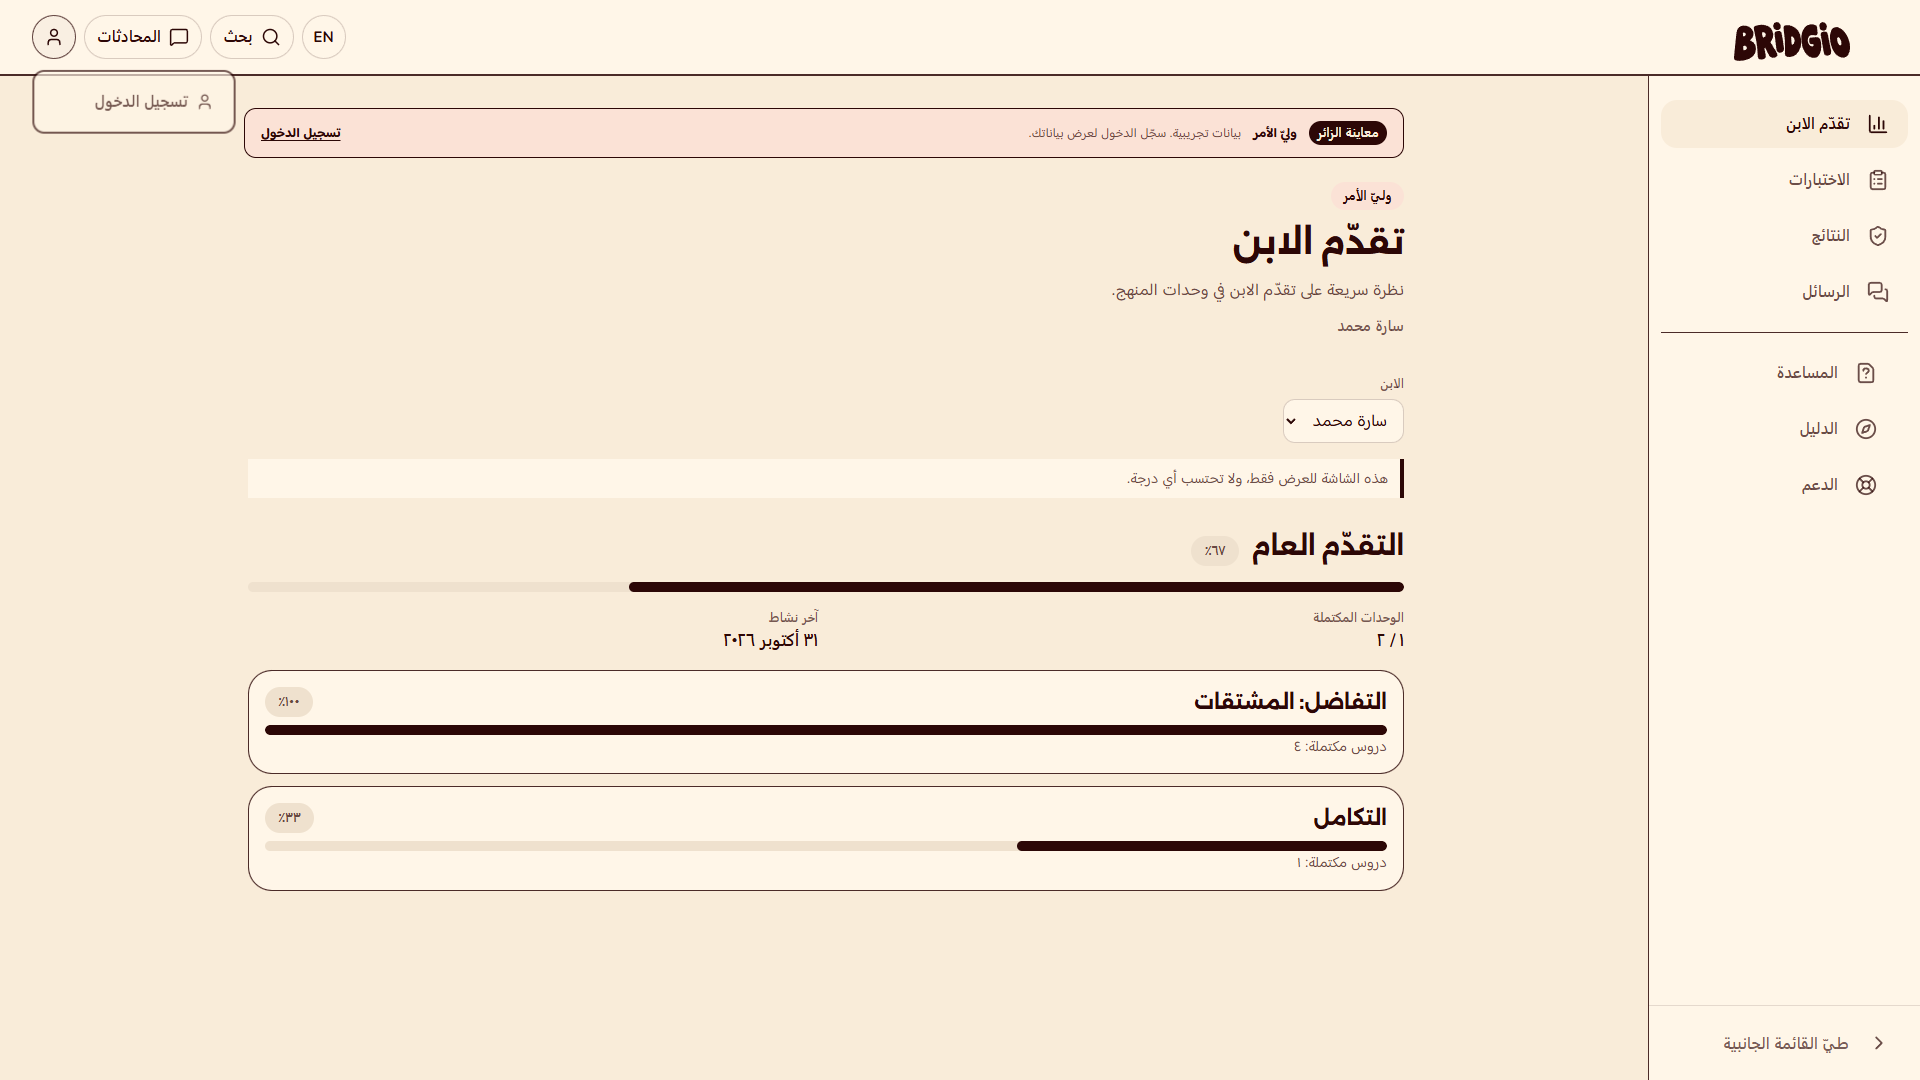 BRiDGiO
EN
بحث
المحادثات
تسجيل الدخول
تقدّم الابن
الاختبارات
النتائج
الرسائل
المساعدة
الدليل
الدعم
طيّ القائمة الجانبية
معاينة الزائر وليّ الأمر بيانات تجريبية. سجّل الدخول لعرض بياناتك. تسجيل الدخول
وليّ الأمر
تقدّم الابن
نظرة سريعة على تقدّم الابن في وحدات المنهج.
سارة محمد
الابن
سارة محمد
هذه الشاشة للعرض فقط، ولا تحتسب أي درجة.
التقدّم العام ٦٧٪
الوحدات المكتملة
١ / ٢
آخر نشاط
٣١ أكتوبر ٢٠٢٦
التفاضل: المشتقات ١٠٠٪
دروس مكتملة: ٤
التكامل ٣٣٪
دروس مكتملة: ١